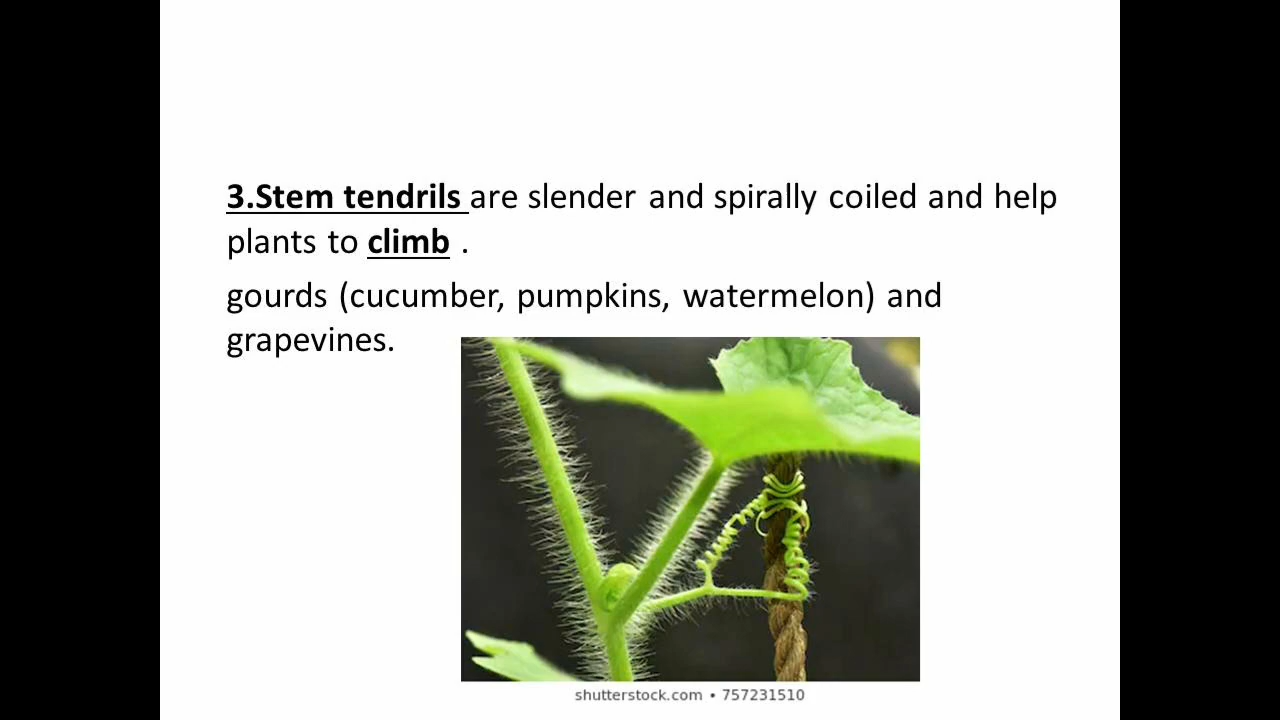 3.Stem tendrils are slender and spirally coiled and help
plants to climb .
gourds (cucumber, pumpkins, watermelon) and
grapevines.
shutterstock.com • 757231510